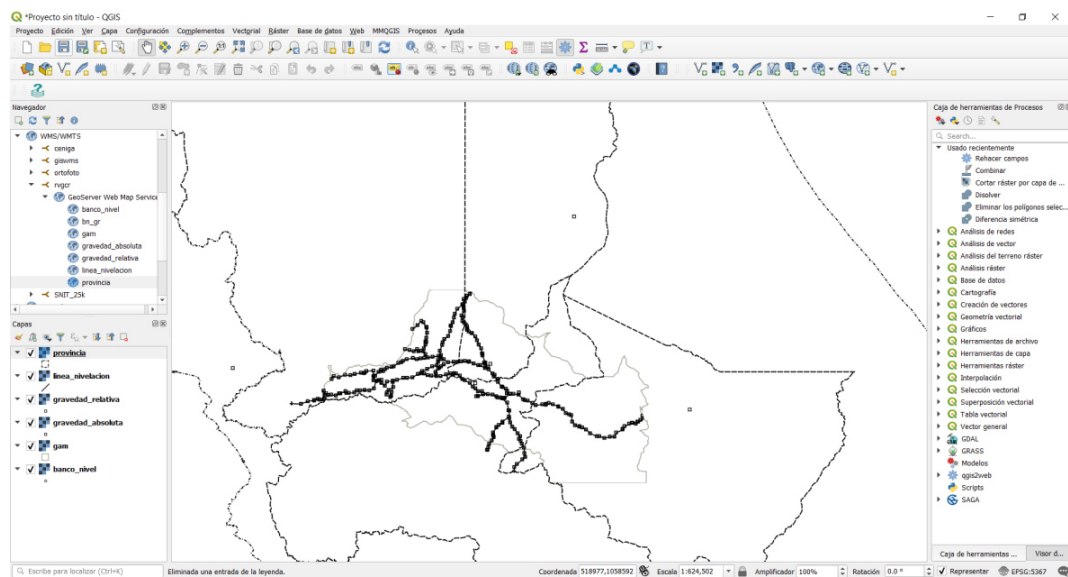 *Proyecto sin título - QGIS
Proyecto Edición Ver Capa Configuración Complementos Vectorial Ráster Base de datos Web MMQGIS Procesos Ayuda
Navegador
WMS/WMTS
ceniga
giswms
ortofoto
rvgcr
GeoServer Web Map Service
banco_nivel
bn_gr
gam
gravedad_absoluta
gravedad_relativa
linea_nivelacion
provincia
SNIT_25k
Capas
provincia
linea_nivelacion
gravedad_relativa
gravedad_absoluta
gam
banco_nivel
Caja de herramientas de Procesos
Search...
Usado recientemente
Rehacer campos
Combinar
Cortar ráster por capa de ...
Disolver
Eliminar los polígonos selec...
Diferencia simétrica
Análisis de redes
Análisis de vector
Análisis del terreno ráster
Análisis ráster
Base de datos
Cartografía
Creación de vectores
Geometría vectorial
Gráficos
Herramientas de archivo
Herramientas de capa
Herramientas ráster
Interpolación
Selección vectorial
Superposición vectorial
Tabla vectorial
Vector general
GDAL
GRASS
Modelos
qgis2web
Scripts
SAGA
Caja de herramientas ... Visor d...
Escriba para localizar (Ctrl+K) Eliminada una entrada de la leyenda. Coordenada 518977,1058592 Escala 1:624,502 Amplificador 100% Rotación 0.0 ° Representar EPSG:5367